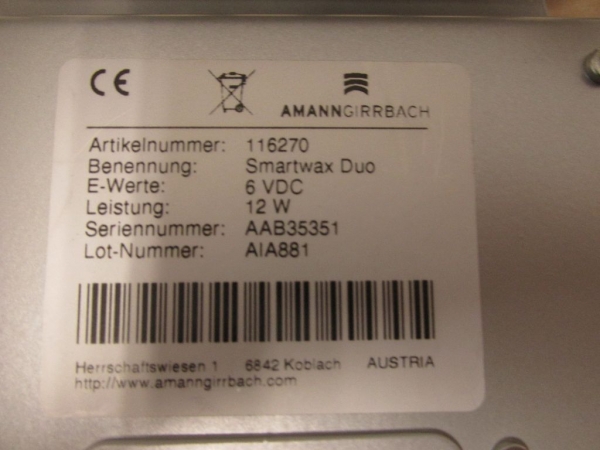 CE
AMANNGIRRBACH
Artikelnummer: 116270
Benennung: Smartwax Duo
E-Werte: 6 VDC
Leistung: 12 W
Seriennummer: AAB35351
Lot-Nummer: AIA881
Herrschaftswiesen 1 6842 Koblach AUSTRIA
http://www.amanngirrbach.com